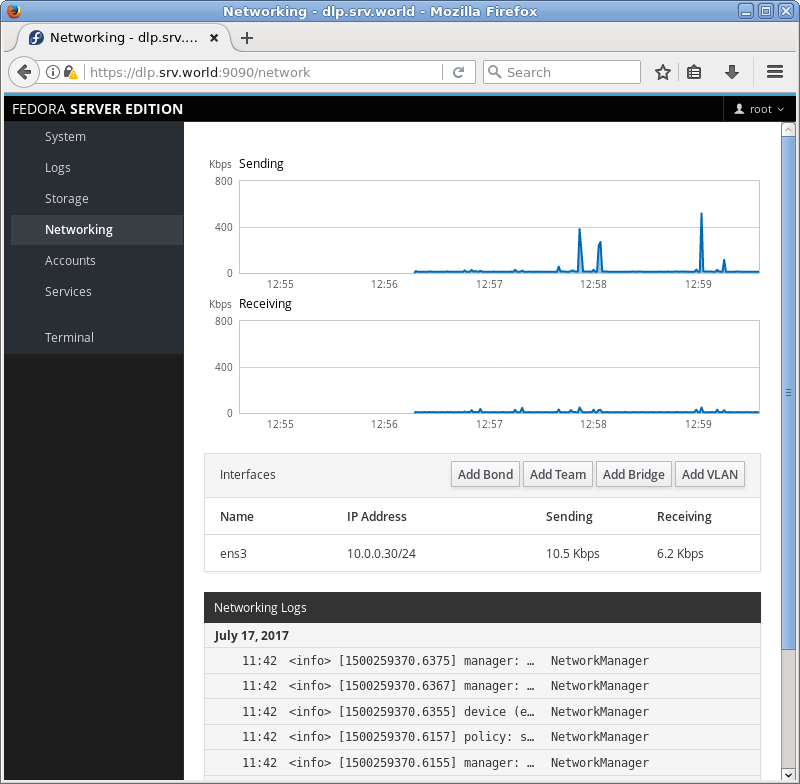 Networking - dlp.srv.world - Mozilla Firefox
Networking - dlp.srv....
https://dlp.srv.world:9090/network
Search
FEDORA SERVER EDITION
root
System
Logs
Storage
Networking
Accounts
Services
Terminal
Kbps Sending
800
400
0
12:55 12:56 12:57 12:58 12:59
Kbps Receiving
800
400
0
12:55 12:56 12:57 12:58 12:59
Interfaces Add Bond Add Team Add Bridge Add VLAN
Name IP Address Sending Receiving
ens3 10.0.0.30/24 10.5 Kbps 6.2 Kbps
Networking Logs
July 17, 2017
11:42 <info> [1500259370.6375] manager: … NetworkManager
11:42 <info> [1500259370.6367] manager: … NetworkManager
11:42 <info> [1500259370.6355] device (e… NetworkManager
11:42 <info> [1500259370.6157] policy: s… NetworkManager
11:42 <info> [1500259370.6155] manager: … NetworkManager